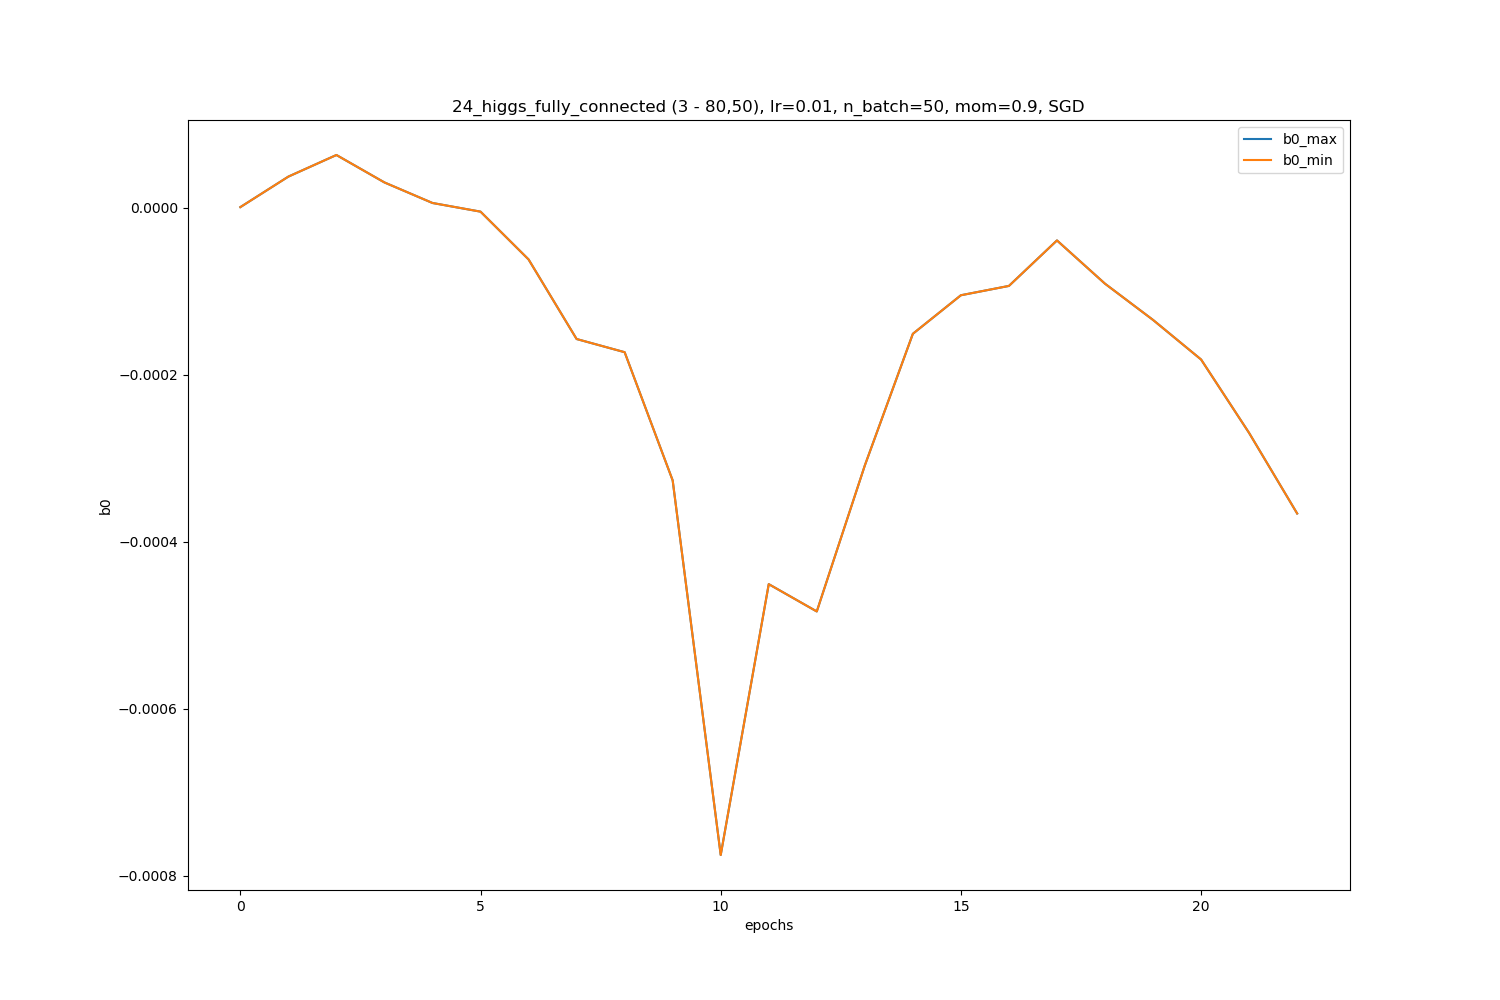 24_higgs_fully_connected (3 - 80,50), lr=0.01, n_batch=50, mom=0.9, SGD
b0_max
b0_min
0.0000
−0.0002
−0.0004
−0.0006
−0.0008
b0
0 5 10 15 20
epochs